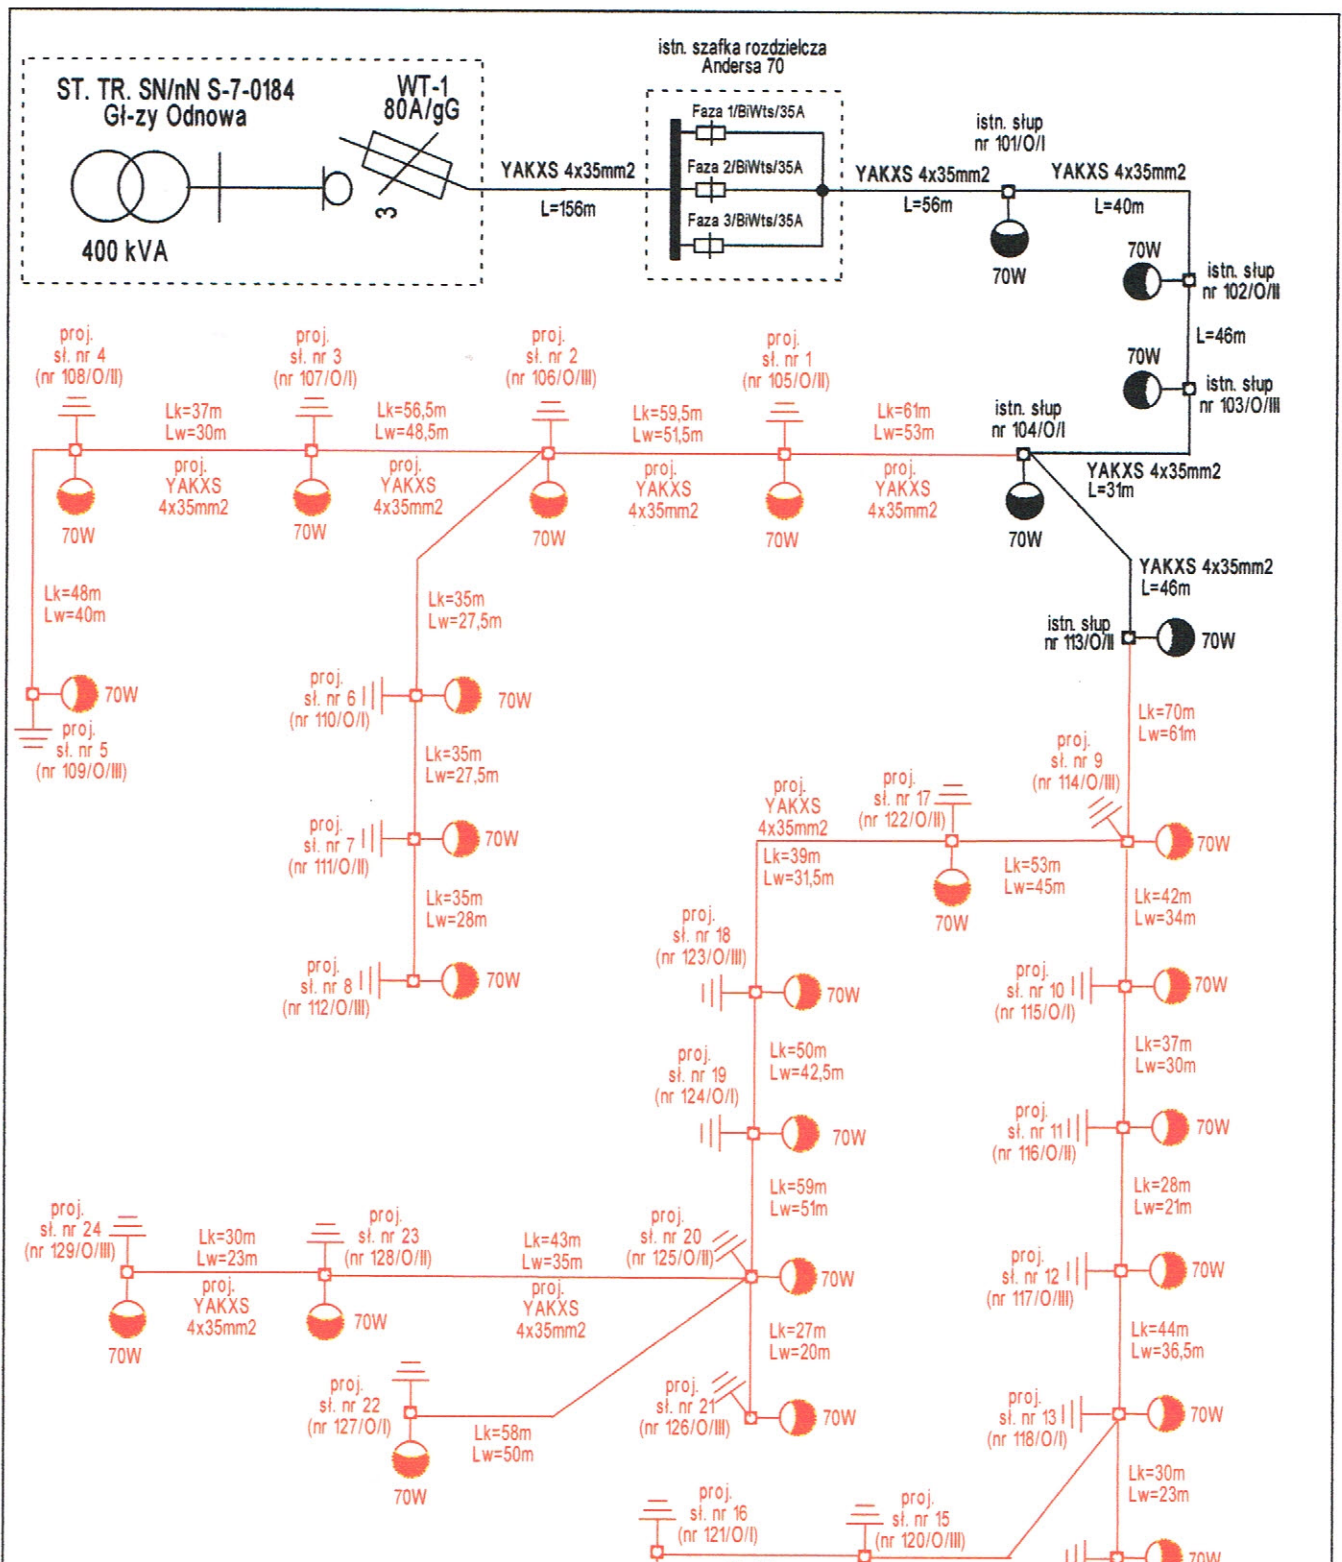 ST. TR. SN/nN S-7-0184
Gł-zy Odnowa
WT-1
80A/gG
3
400 kVA
YAKXS 4x35mm2
L=156m
istn. szafka rozdzielcza
Andersa 70
Faza 1/BiWts/35A
Faza 2/BiWts/35A
Faza 3/BiWts/35A
YAKXS 4x35mm2
L=56m
istn. słup
nr 101/O/I
70W
YAKXS 4x35mm2
L=40m
70W
istn. słup
nr 102/O/II
L=46m
70W
istn. słup
nr 103/O/III
istn. słup
nr 104/O/I
70W
YAKXS 4x35mm2
L=31m
YAKXS 4x35mm2
L=46m
istn. słup
nr 113/O/II
70W
proj.
sł. nr 4
(nr 108/O/II)
70W
Lk=37m
Lw=30m
proj.
YAKXS
4x35mm2
proj.
sł. nr 3
(nr 107/O/I)
70W
Lk=56,5m
Lw=48,5m
proj.
YAKXS
4x35mm2
proj.
sł. nr 2
(nr 106/O/III)
70W
Lk=59,5m
Lw=51,5m
proj.
YAKXS
4x35mm2
proj.
sł. nr 1
(nr 105/O/II)
70W
Lk=61m
Lw=53m
proj.
YAKXS
4x35mm2
Lk=48m
Lw=40m
70W
proj.
sł. nr 5
(nr 109/O/III)
Lk=35m
Lw=27,5m
proj.
sł. nr 6
(nr 110/O/I)
70W
Lk=35m
Lw=27,5m
proj.
sł. nr 7
(nr 111/O/II)
70W
Lk=35m
Lw=28m
proj.
sł. nr 8
(nr 112/O/III)
70W
Lk=70m
Lw=61m
proj.
sł. nr 9
(nr 114/O/III)
70W
proj.
sł. nr 17
(nr 122/O/II)
70W
Lk=53m
Lw=45m
proj.
YAKXS
4x35mm2
Lk=39m
Lw=31,5m
Lk=42m
Lw=34m
proj.
sł. nr 18
(nr 123/O/III)
70W
proj.
sł. nr 10
(nr 115/O/I)
70W
Lk=50m
Lw=42,5m
Lk=37m
Lw=30m
proj.
sł. nr 19
(nr 124/O/I)
70W
proj.
sł. nr 11
(nr 116/O/II)
70W
Lk=59m
Lw=51m
Lk=28m
Lw=21m
proj.
sł. nr 24
(nr 129/O/III)
70W
Lk=30m
Lw=23m
proj.
YAKXS
4x35mm2
proj.
sł. nr 23
(nr 128/O/II)
70W
Lk=43m
Lw=35m
proj.
YAKXS
4x35mm2
proj.
sł. nr 20
(nr 125/O/II)
70W
proj.
sł. nr 12
(nr 117/O/III)
70W
Lk=27m
Lw=20m
Lk=44m
Lw=36,5m
proj.
sł. nr 22
(nr 127/O/I)
70W
Lk=58m
Lw=50m
proj.
sł. nr 21
(nr 126/O/III)
70W
proj.
sł. nr 13
(nr 118/O/I)
70W
Lk=30m
Lw=23m
proj.
sł. nr 16
(nr 121/O/I)
proj.
sł. nr 15
(nr 120/O/III)
70W